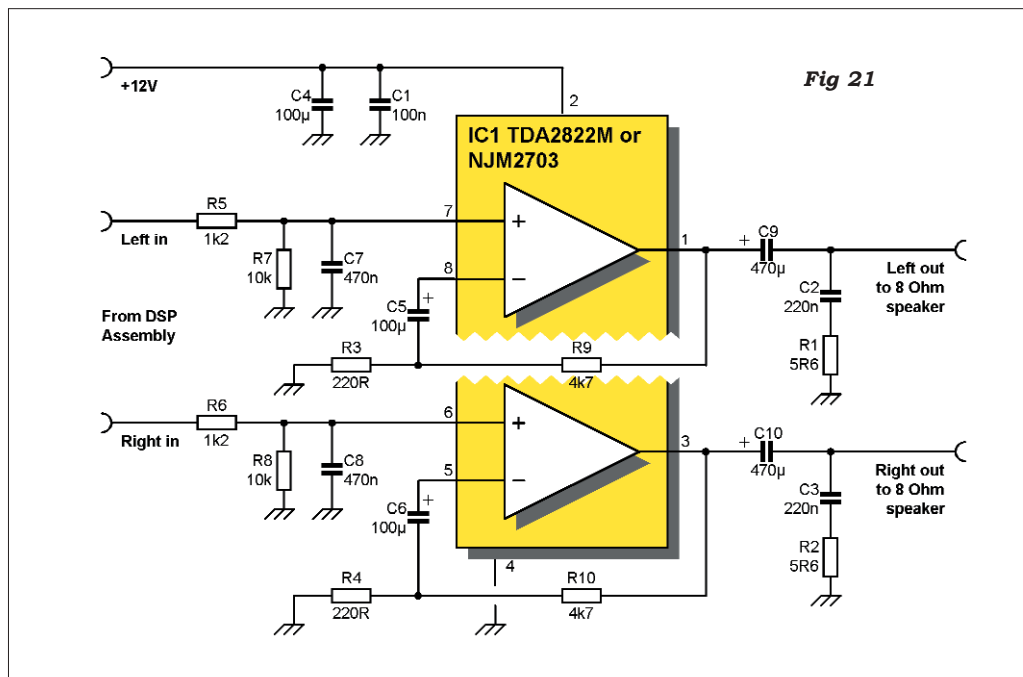 Fig 21
+12V
C4
100µ
C1
100n
2
IC1 TDA2822M or
NJM2703
R5
1k2
Left in
7
+
R7
10k
C7
470n
8
−
C5
+
100µ
1
+
C9
470µ
Left out
to 8 Ohm
speaker
C2
220n
R1
5R6
From DSP
Assembly
R3
220R
R9
4k7
R6
1k2
Right in
6
+
R8
10k
C8
470n
5
−
C6
+
100µ
3
+
C10
470µ
Right out
to 8 Ohm
speaker
C3
220n
R2
5R6
4
R4
220R
R10
4k7